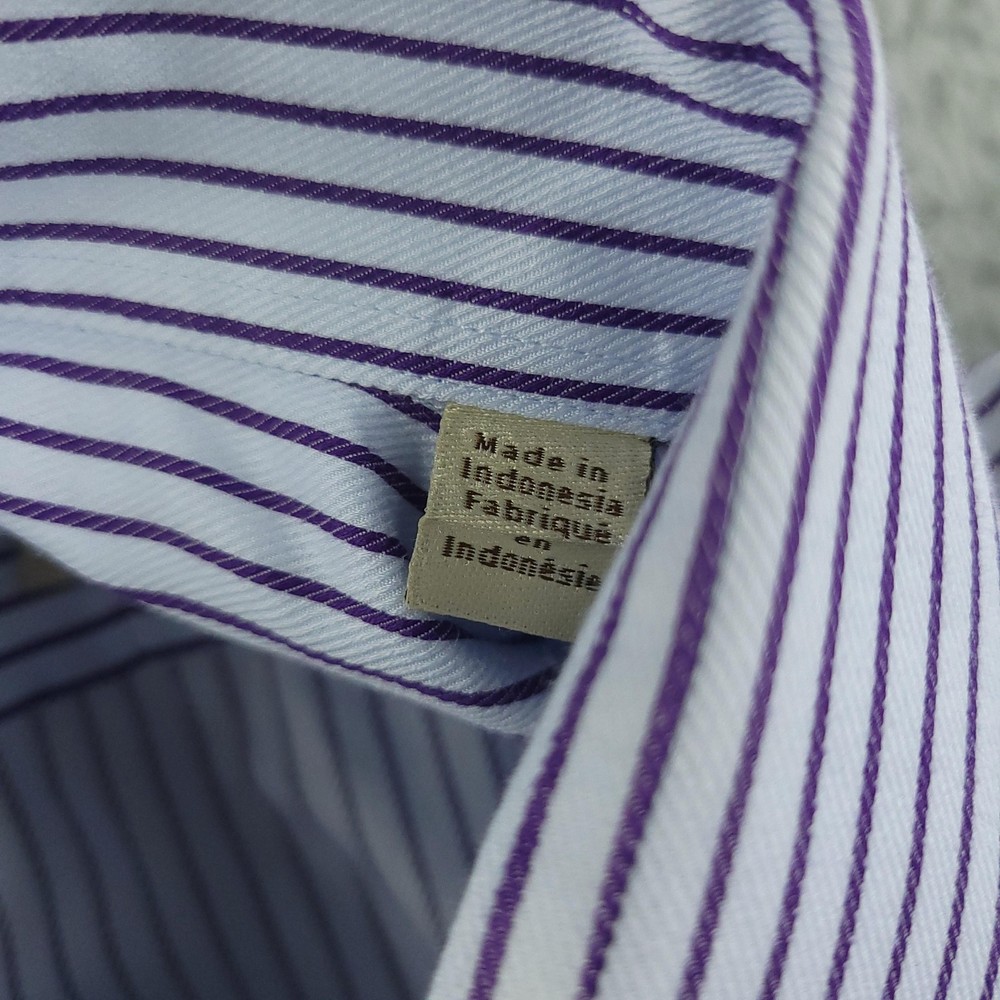 Made in
Indonesia
Fabriqué
en
Indonésie